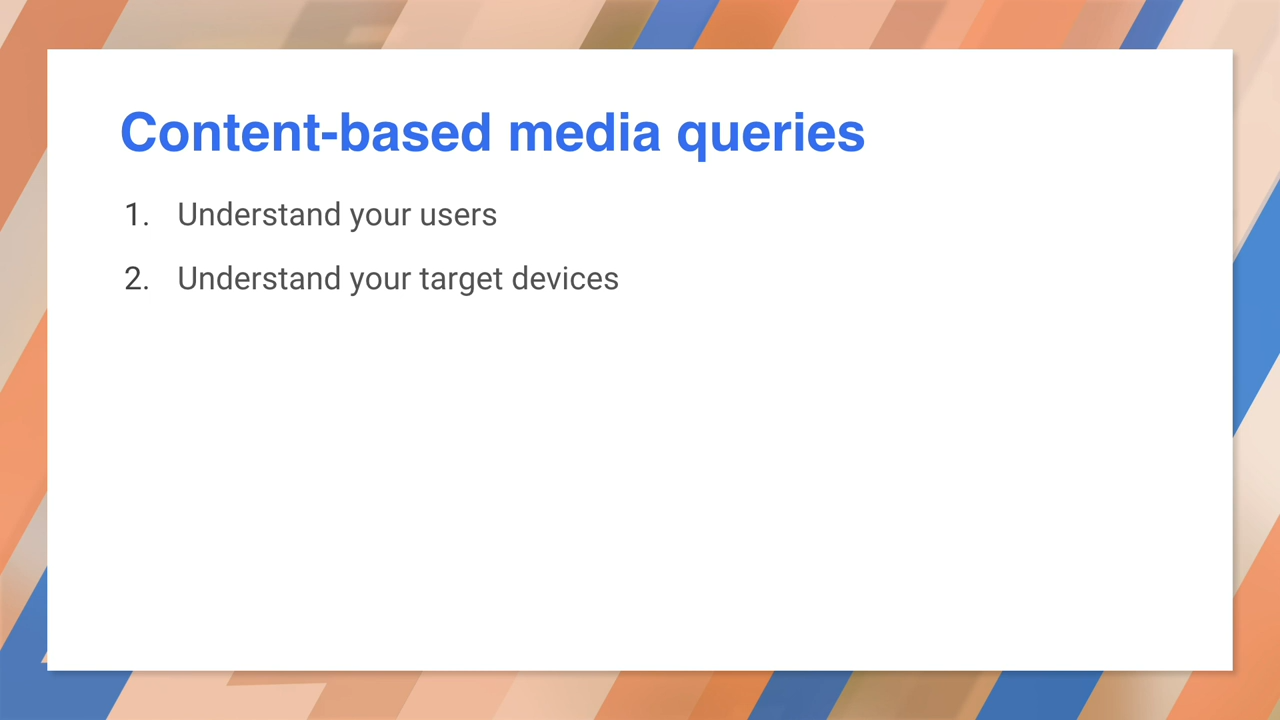 Content-based media queries
1. Understand your users
2. Understand your target devices